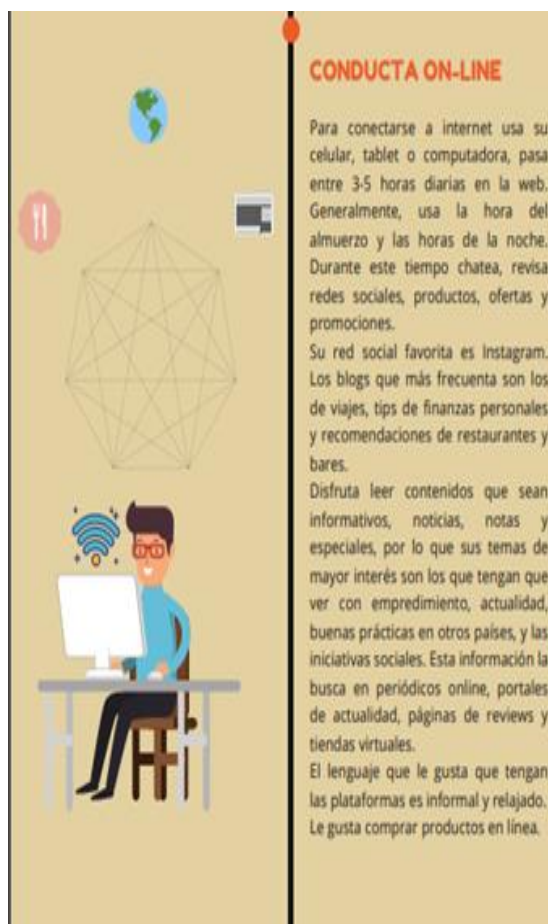 CONDUCTA ON-LINE
Para conectarse a internet usa su
celular, tablet o computadora, pasa
entre 3-5 horas diarias en la web.
Generalmente, usa la hora del
almuerzo y las horas de la noche.
Durante este tiempo chatea, revisa
redes sociales, productos, ofertas y
promociones.
Su red social favorita es Instagram.
Los blogs que más frecuenta son los
de viajes, tips de finanzas personales
y recomendaciones de restaurantes y
bares.
Disfruta leer contenidos que sean
informativos, noticias, notas y
especiales, por lo que sus temas de
mayor interés son los que tengan que
ver con empredimiento, actualidad,
buenas prácticas en otros países, y las
iniciativas sociales. Esta información la
busca en periódicos online, portales
de actualidad, páginas de reviews y
tiendas virtuales.
El lenguaje que le gusta que tengan
las plataformas es informal y relajado.
Le gusta comprar productos en línea.